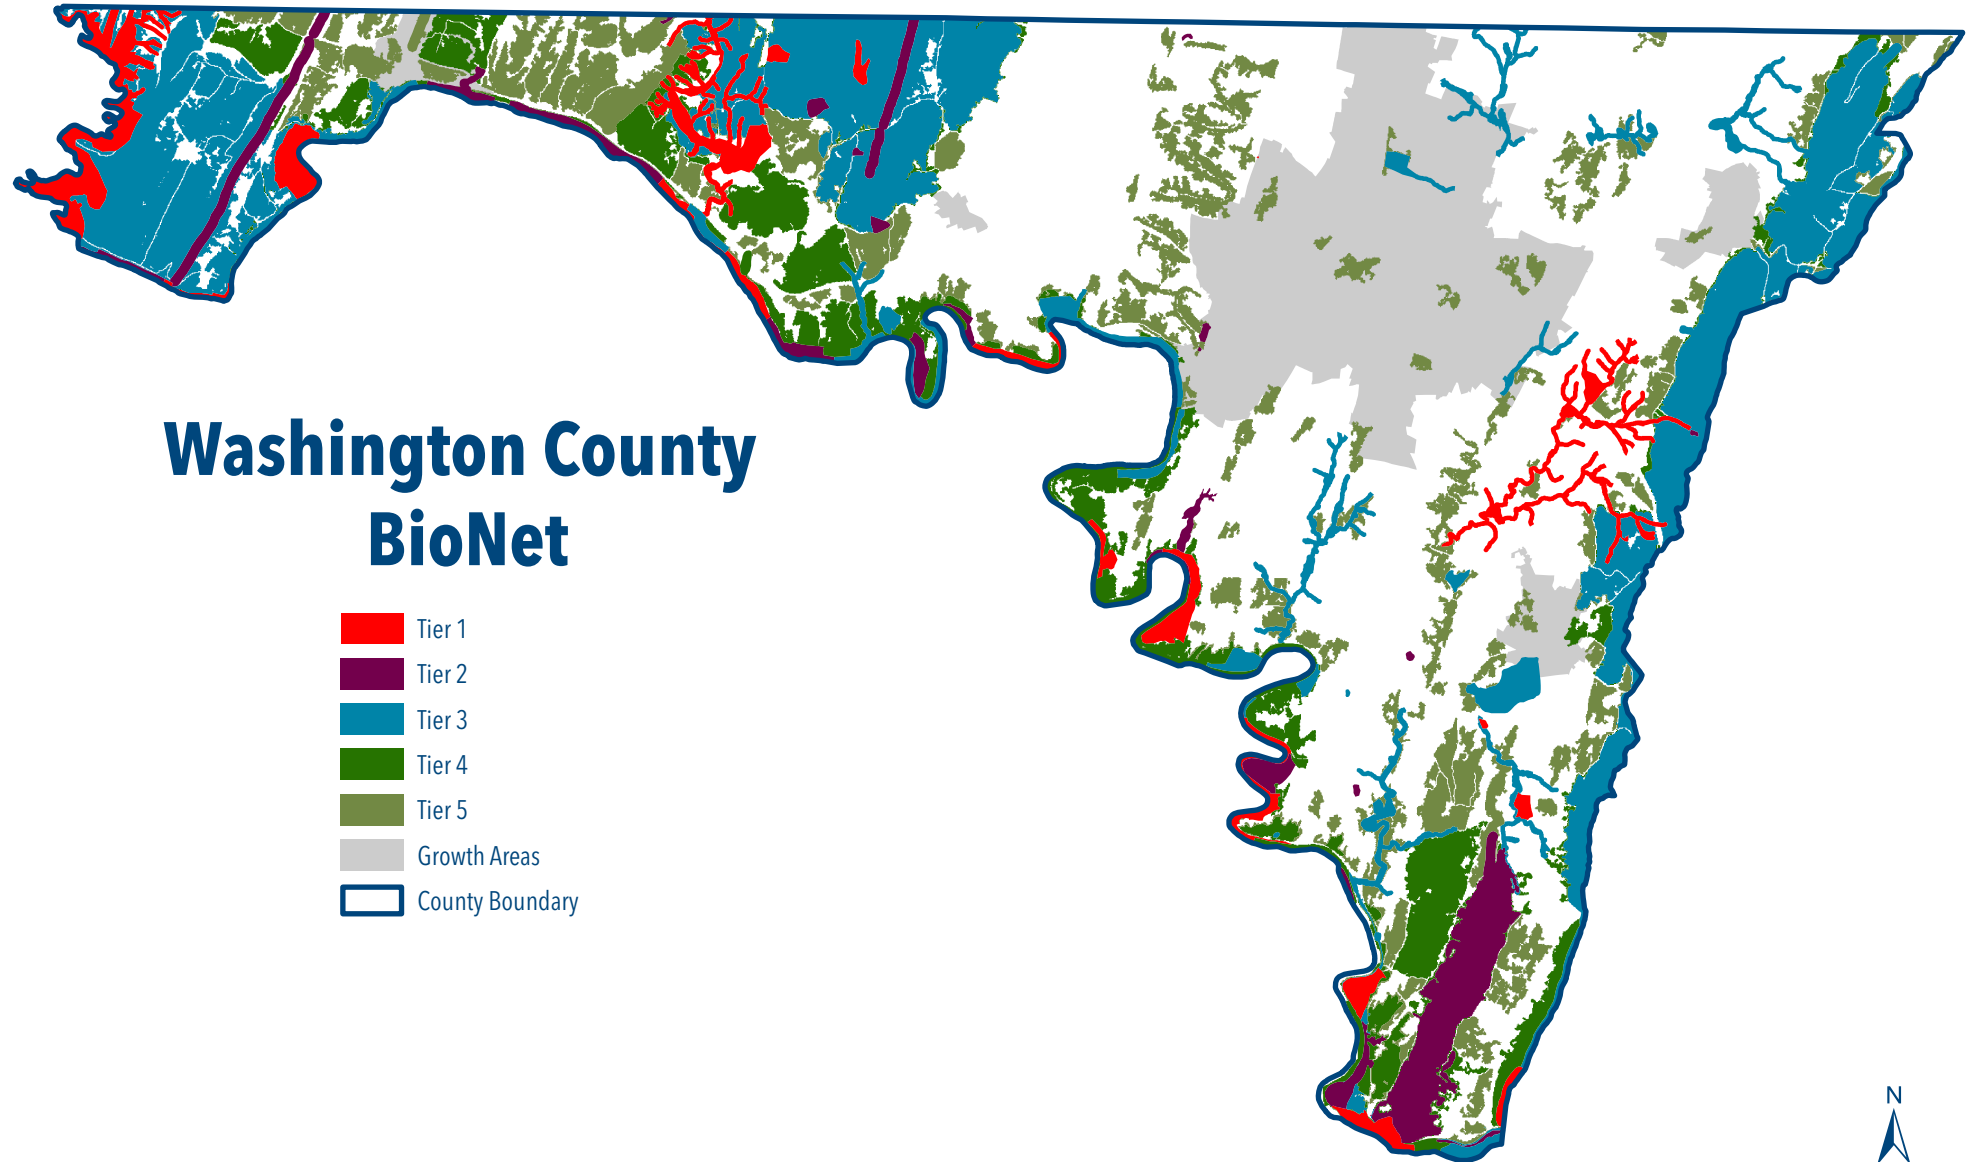 Washington County
BioNet
Tier 1
Tier 2
Tier 3
Tier 4
Tier 5
Growth Areas
County Boundary
N